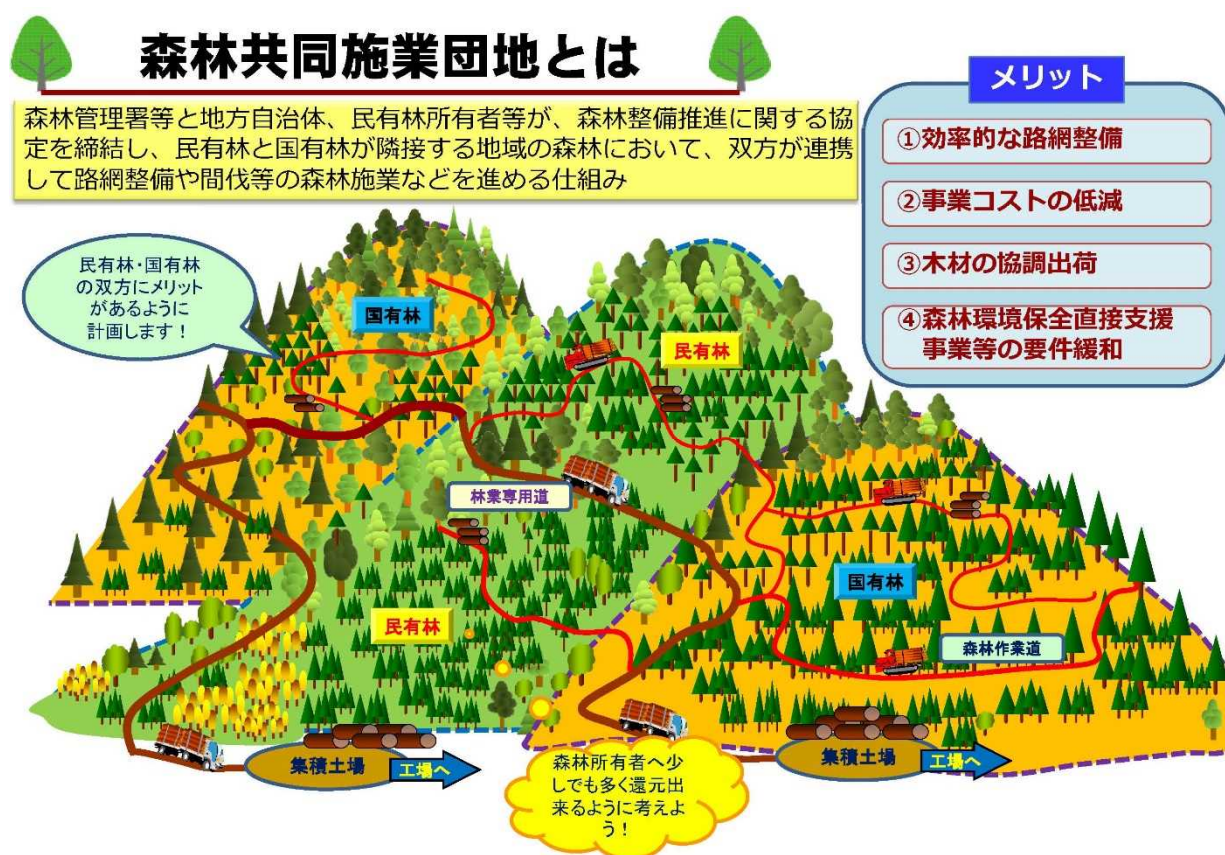 森林共同施業団地とは
森林管理署等と地方自治体、民有林所有者等が、森林整備推進に関する協
定を締結し、民有林と国有林が隣接する地域の森林において、双方が連携
して路網整備や間伐等の森林施業などを進める仕組み
メリット
①効率的な路網整備
②事業コストの低減
③木材の協調出荷
④森林環境保全直接支援
事業等の要件緩和
民有林・国有林
の双方にメリット
があるように
計画します！
国有林
民有林
林業専用道
国有林
民有林
森林作業道
集積土場
工場へ
森林所有者へ少
しでも多く還元出
来るように考えよ
う！
集積土場
工場へ